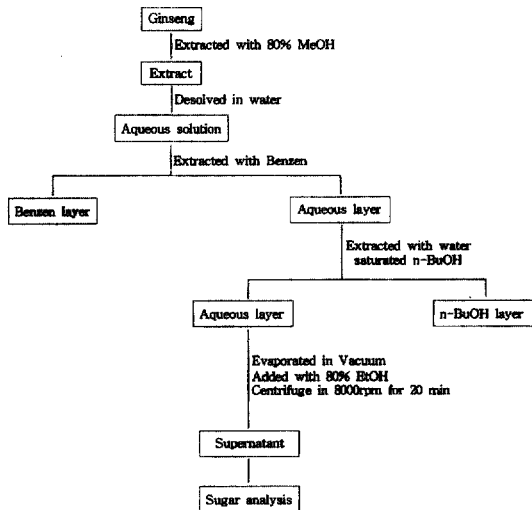 Ginseng
Extracted with 80% MeOH
Extract
Desolved in water
Aqueous solution
Extracted with Benzen
Benzen layer
Aqueous layer
Extracted with water
saturated n-BuOH
Aqueous layer
n-BuOH layer
Evaporated in Vacuum
Added with 80% EtOH
Centrifuge in 8000rpm for 20 min
Supernatant
Sugar analysis